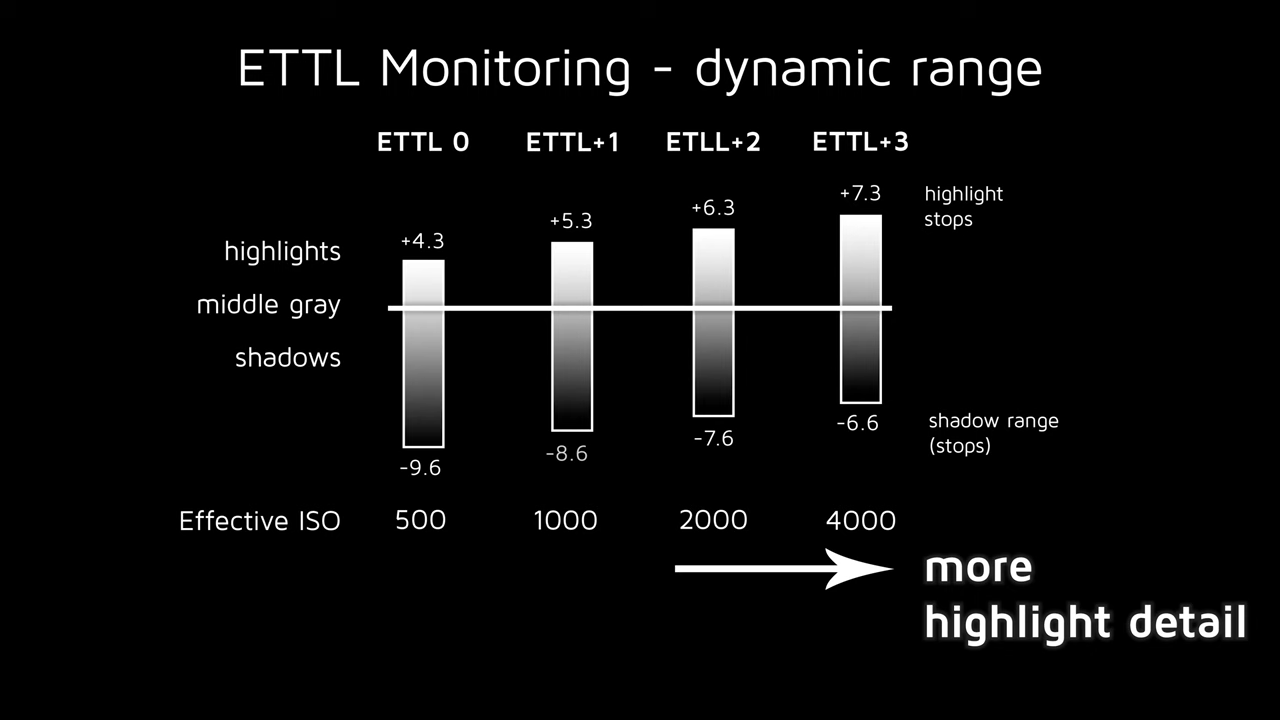 ETTL Monitoring - dynamic range
ETTL 0 ETTL+1 ETLL+2 ETTL+3
+4.3 +5.3 +6.3 +7.3
highlight
stops
highlights
middle gray
shadows
-9.6 -8.6 -7.6 -6.6
shadow range
(stops)
Effective ISO 500 1000 2000 4000
more
highlight detail